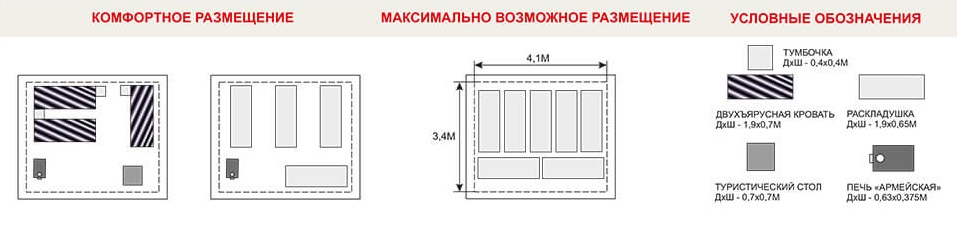 КОМФОРТНОЕ РАЗМЕЩЕНИЕ
МАКСИМАЛЬНО ВОЗМОЖНОЕ РАЗМЕЩЕНИЕ
УСЛОВНЫЕ ОБОЗНАЧЕНИЯ
4,1М
3,4М
ТУМБОЧКА
ДхШ - 0,4х0,4М
ДВУХЪЯРУСНАЯ КРОВАТЬ
ДхШ - 1,9х0,7М
РАСКЛАДУШКА
ДхШ - 1,9х0,65М
ТУРИСТИЧЕСКИЙ СТОЛ
ДхШ - 0,7х0,7М
ПЕЧЬ «АРМЕЙСКАЯ»
ДхШ - 0,63х0,375М